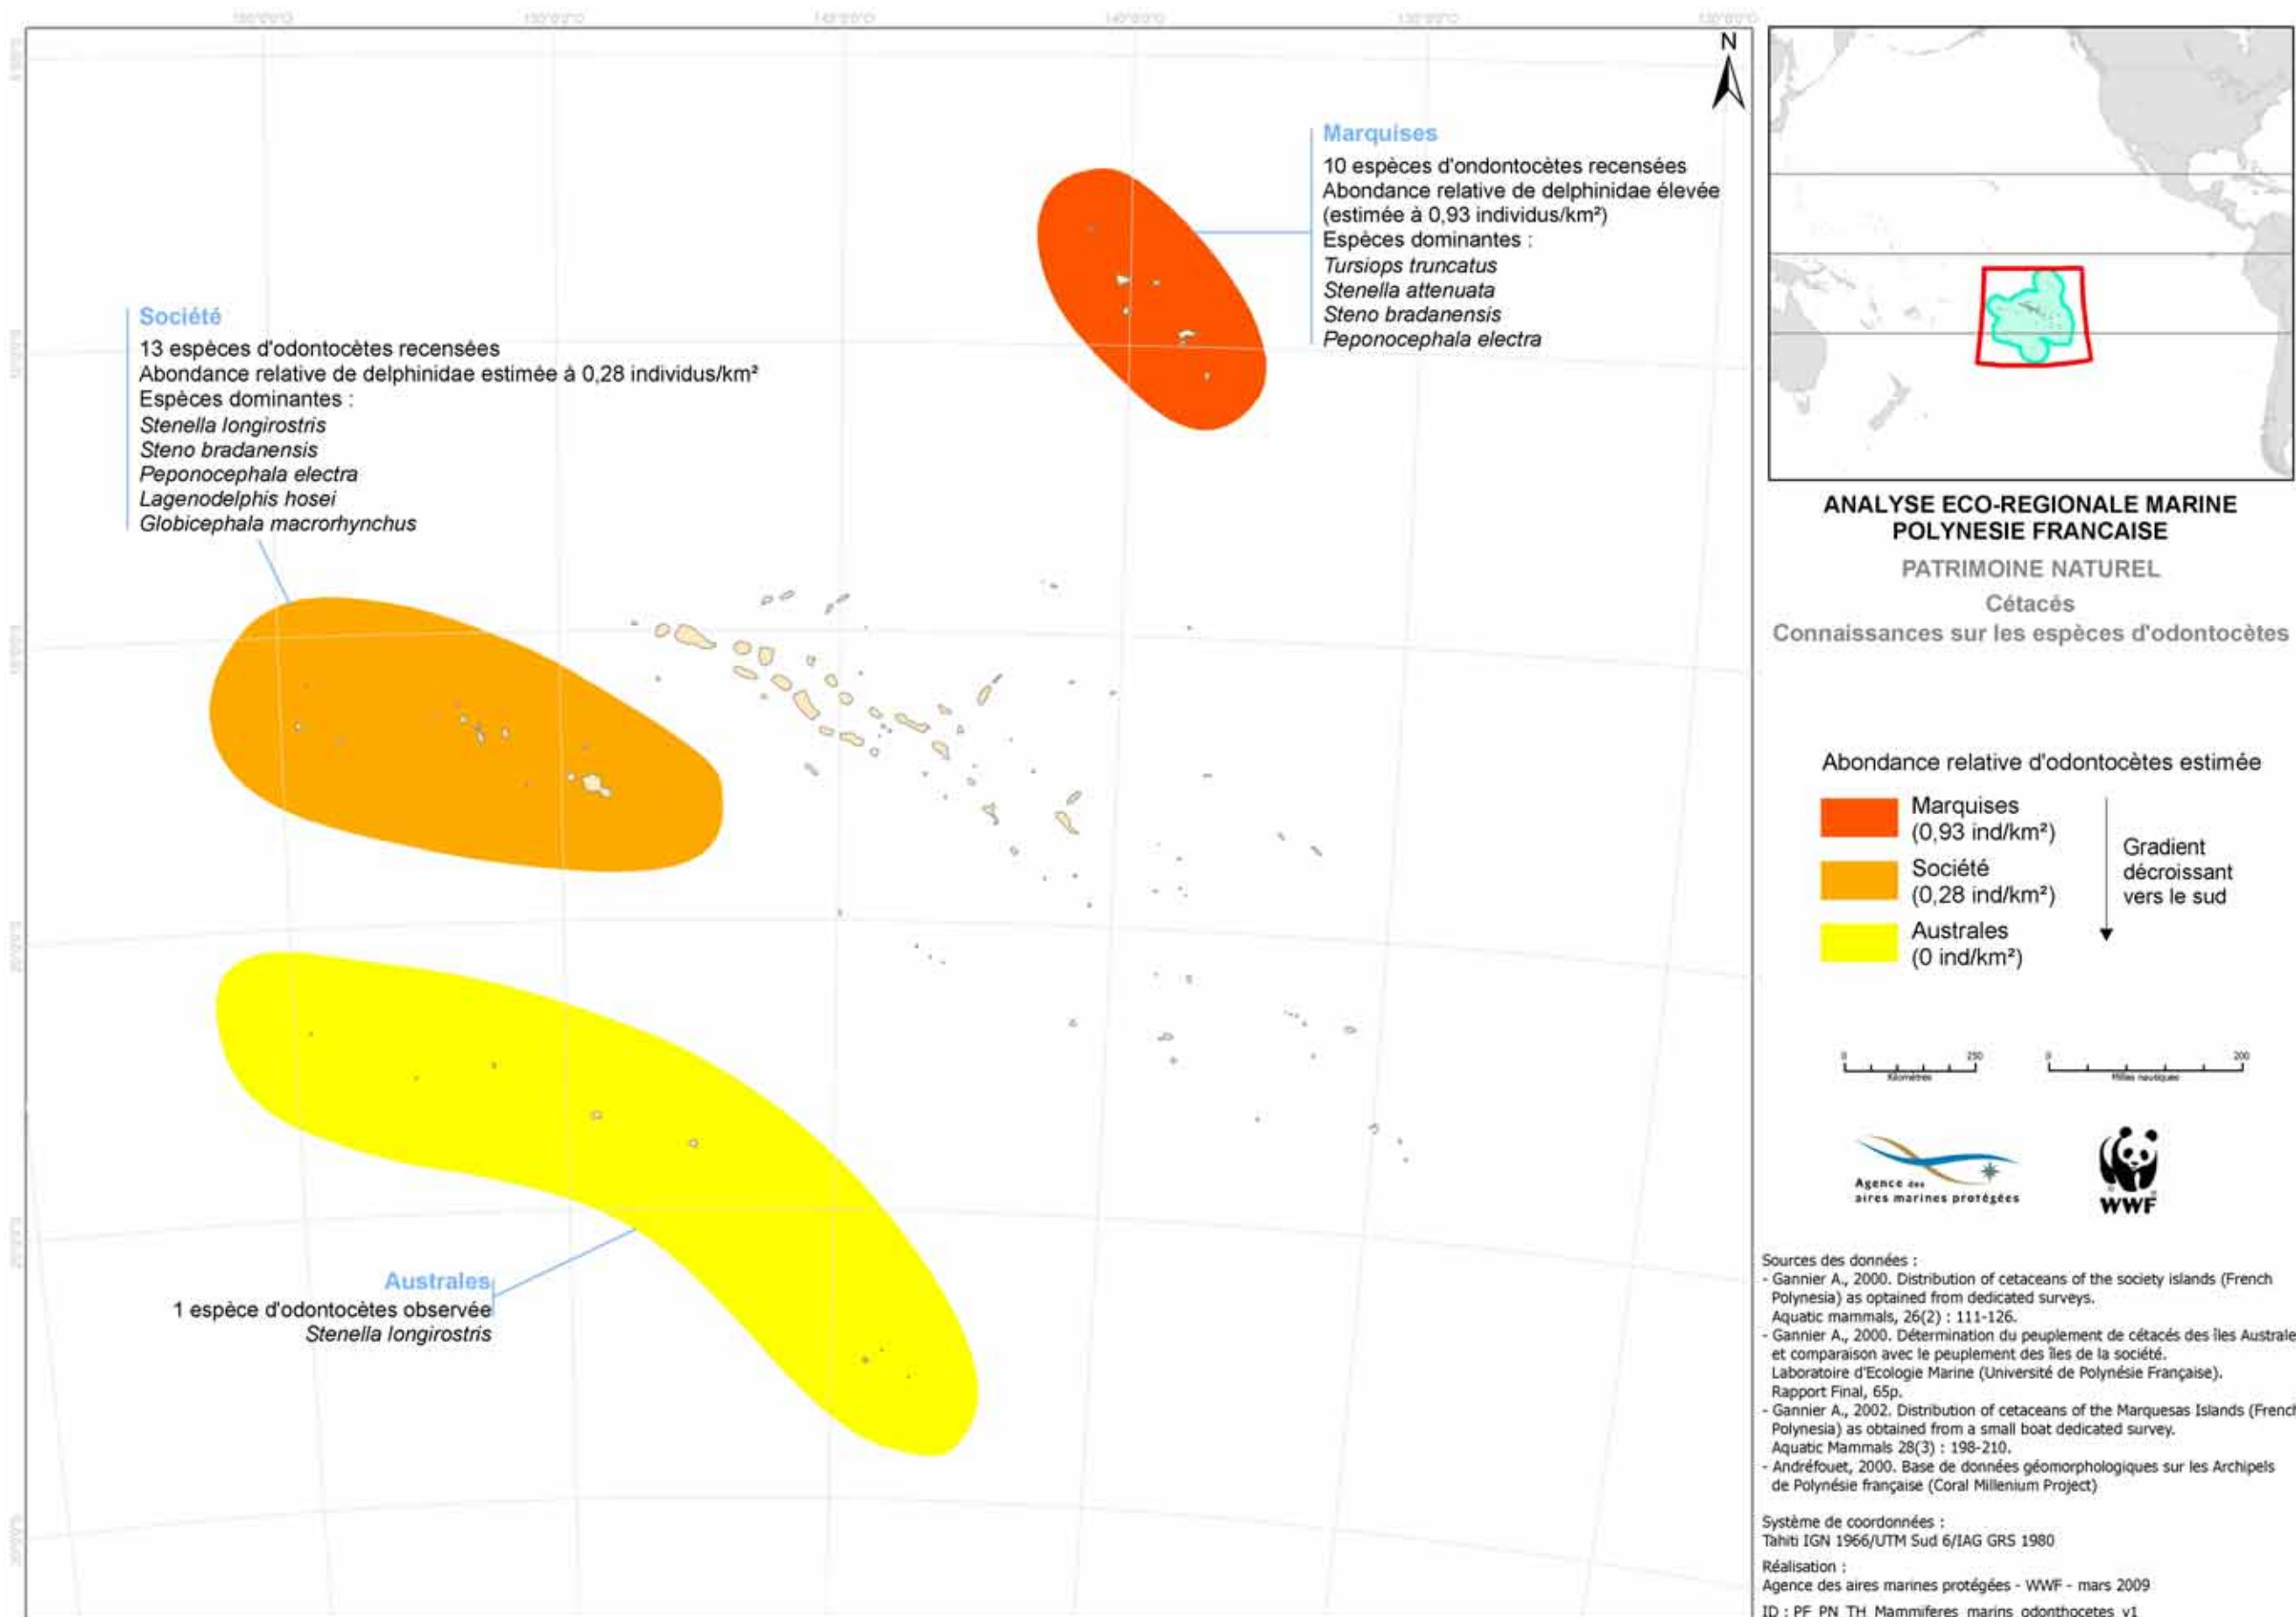 N
Marquises
10 espèces d'ondontocètes recensées
Abondance relative de delphinidae élevée
(estimée à 0,93 individus/km²)
Espèces dominantes :
Tursiops truncatus
Stenella attenuata
Steno bradanensis
Peponocephala electra
Société
13 espèces d'odontocètes recensées
Abondance relative de delphinidae estimée à 0,28 individus/km²
Espèces dominantes :
Stenella longirostris
Steno bradanensis
Peponocephala electra
Lagenodelphis hosei
Globicephala macrorhynchus
Australes
1 espèce d'odontocètes observée
Stenella longirostris
ANALYSE ECO-REGIONALE MARINE
POLYNESIE FRANCAISE
PATRIMOINE NATUREL
Cétacés
Connaissances sur les espèces d'odontocètes
Abondance relative d'odontocètes estimée
Marquises
(0,93 ind/km²)
Société
(0,28 ind/km²)
Australes
(0 ind/km²)
Gradient
décroissant
vers le sud
0 250
Kilomètres
0 200
Milles nautiques
Agence des
aires marines protégées
WWF
Sources des données :
- Gannier A., 2000. Distribution of cetaceans of the society islands (French
Polynesia) as optained from dedicated surveys.
Aquatic mammals, 26(2) : 111-126.
- Gannier A., 2000. Détermination du peuplement de cétacés des îles Australe
et comparaison avec le peuplement des îles de la société.
Laboratoire d'Ecologie Marine (Université de Polynésie Française).
Rapport Final, 65p.
- Gannier A., 2002. Distribution of cetaceans of the Marquesas Islands (French
Polynesia) as obtained from a small boat dedicated survey.
Aquatic Mammals 28(3) : 198-210.
- Andréfouet, 2000. Base de données géomorphologiques sur les Archipels
de Polynésie française (Coral Millenium Project)
Système de coordonnées :
Tahiti IGN 1966/UTM Sud 6/IAG GRS 1980
Réalisation :
Agence des aires marines protégées - WWF - mars 2009
ID : PF_PN_TH_Mammiferes_marins_odonthocetes_v1